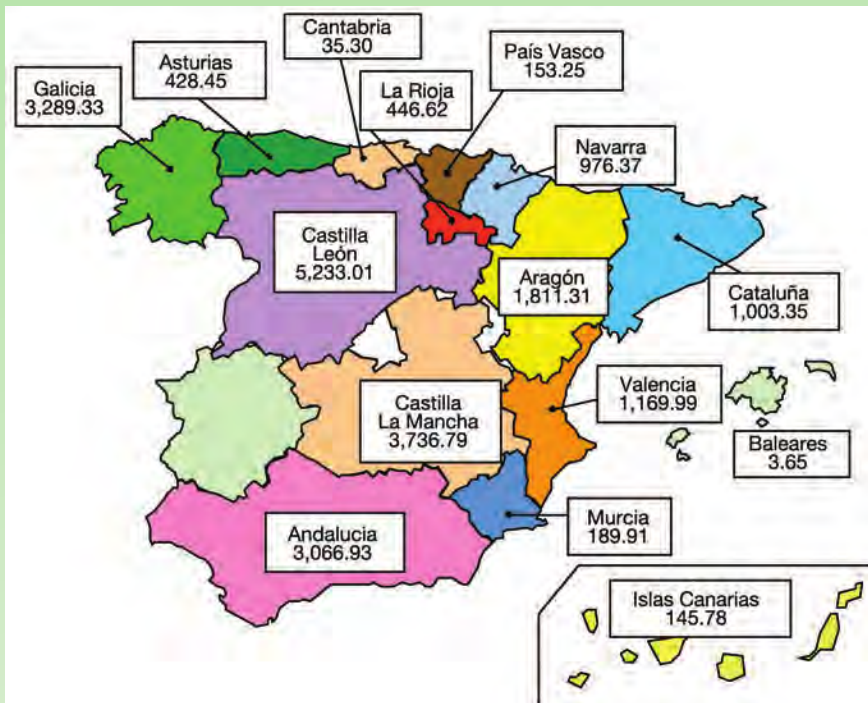 Cantabria
35.30
País Vasco
153.25
Asturias
428.45
La Rioja
446.62
Galicia
3,289.33
Navarra
976.37
Castilla
León
5,233.01
Aragón
1,811.31
Cataluña
1,003.35
Castilla
La Mancha
3,736.79
Valencia
1,169.99
Baleares
3.65
Andalucia
3,066.93
Murcia
189.91
Islas Canarias
145.78